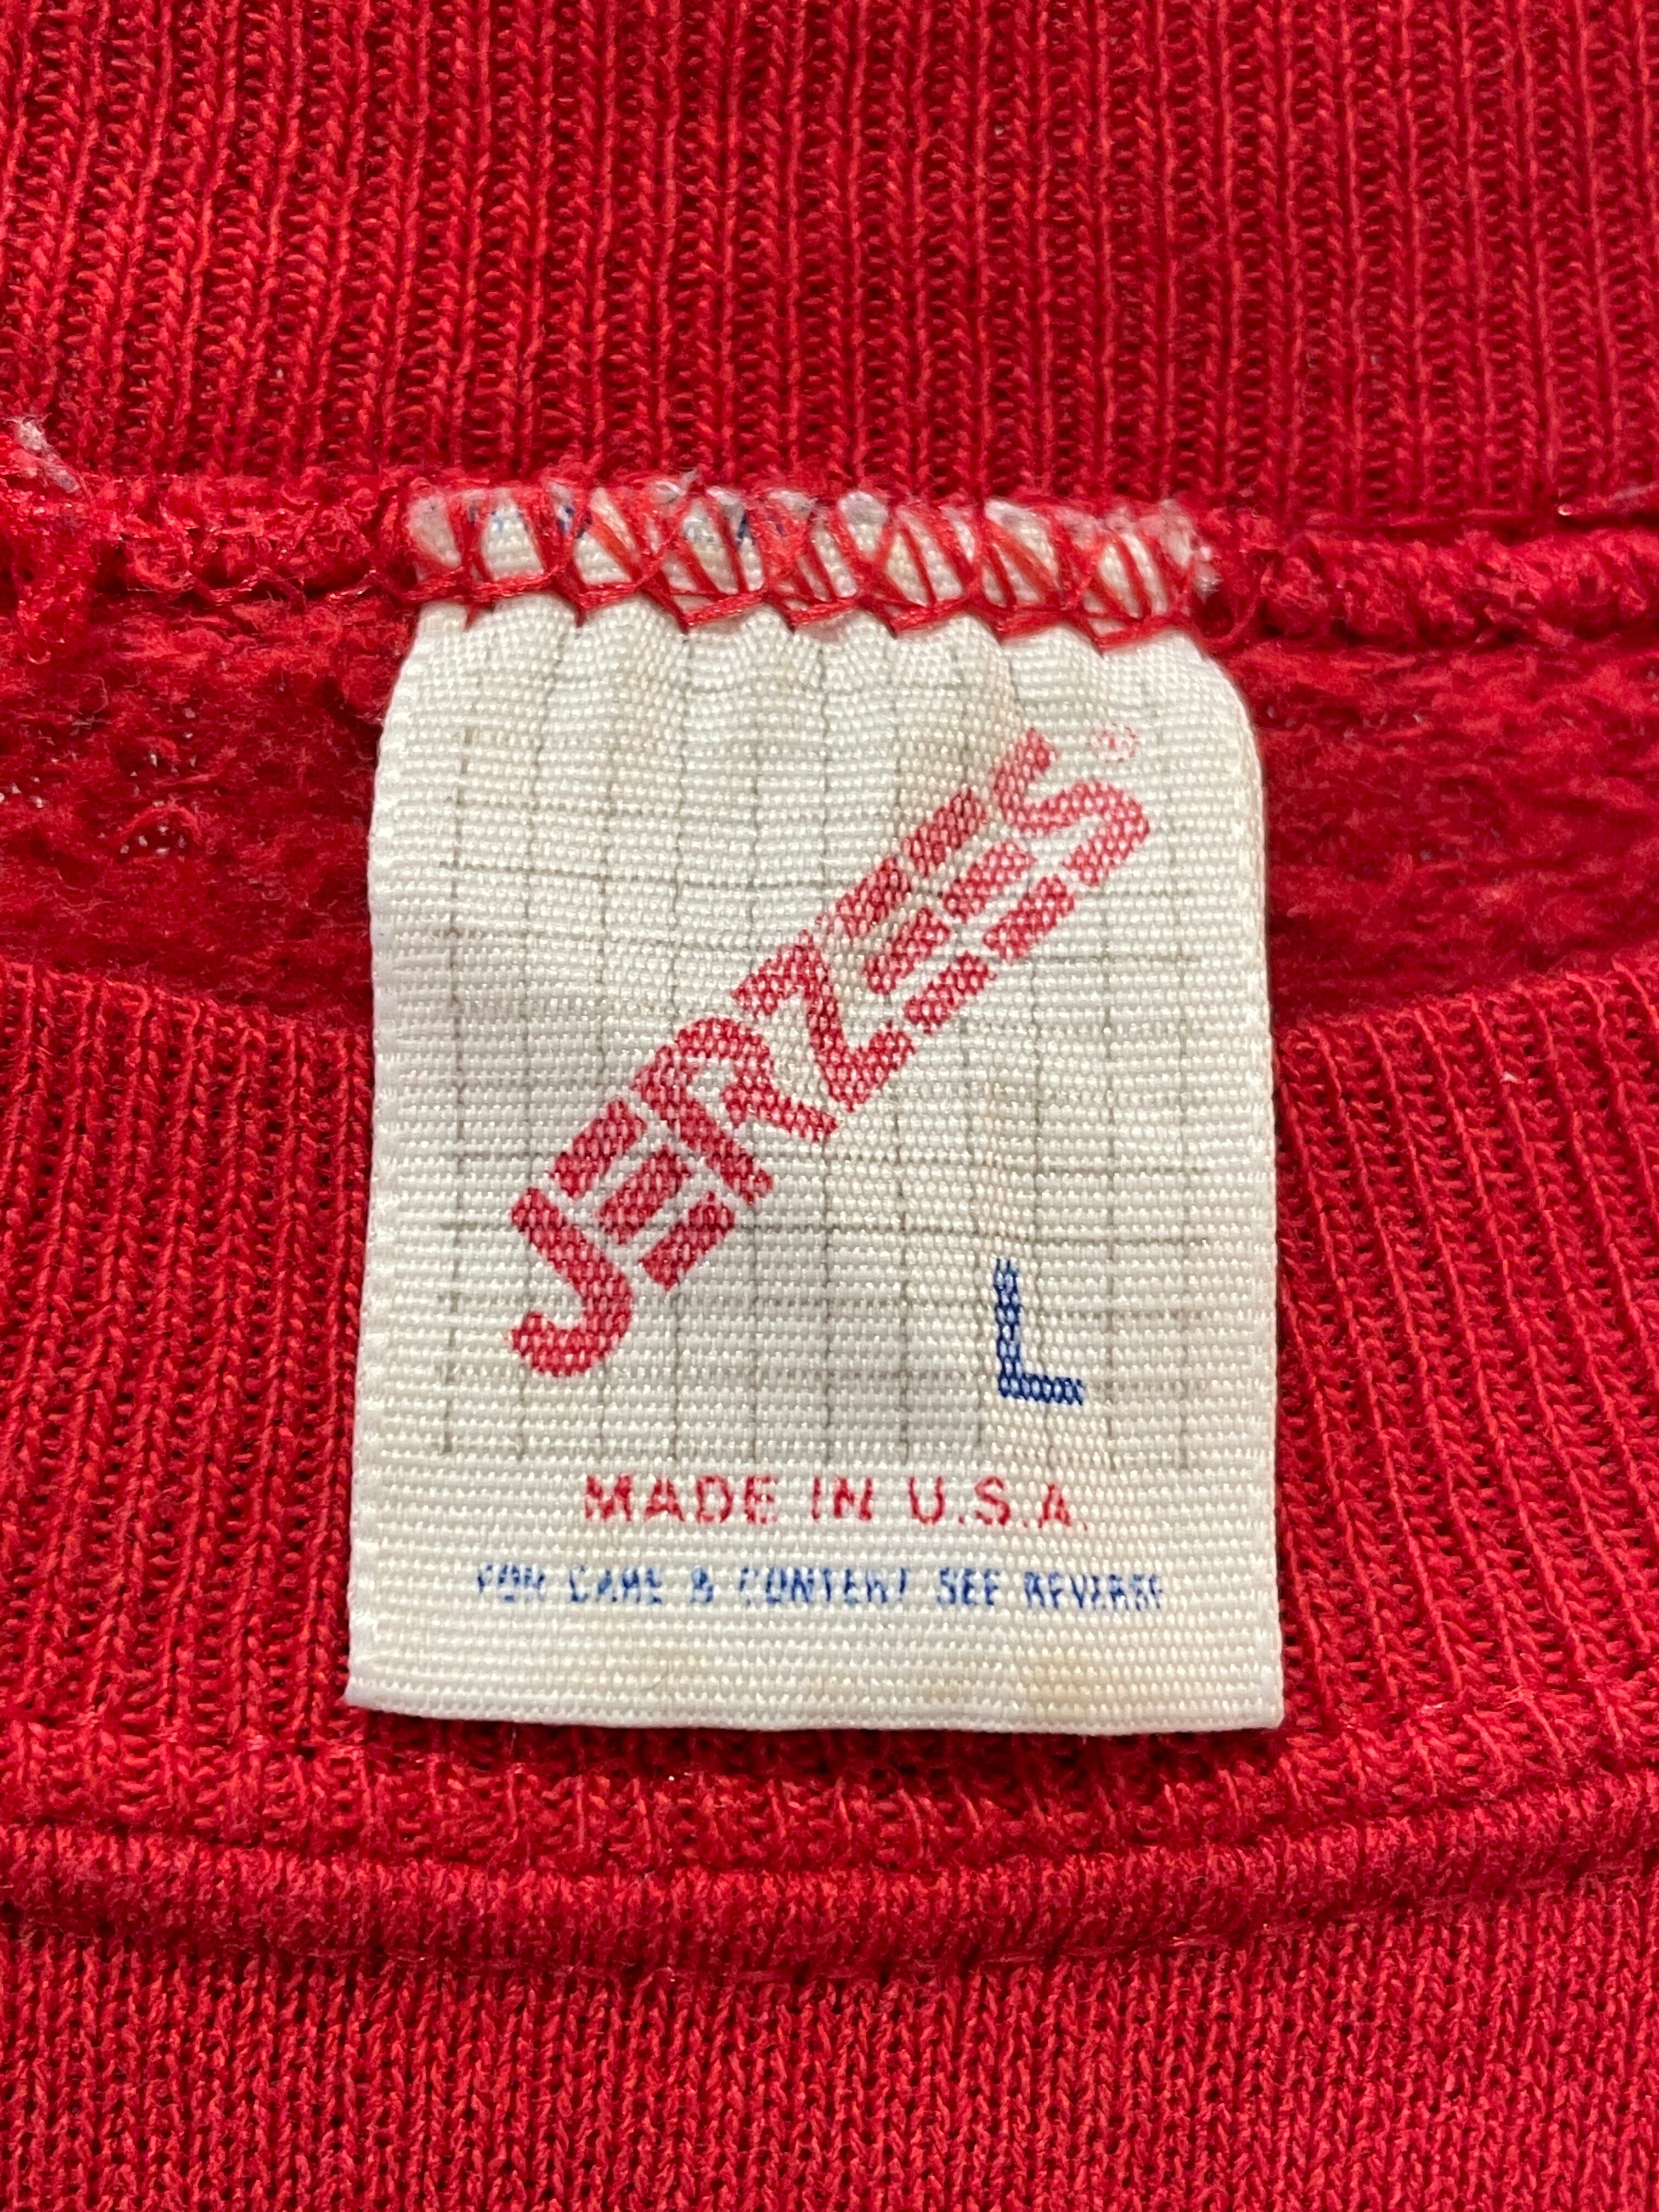 JERZEES®
L
MADE IN U.S.A.
FOR CARE & CONTENT SEE REVERSE